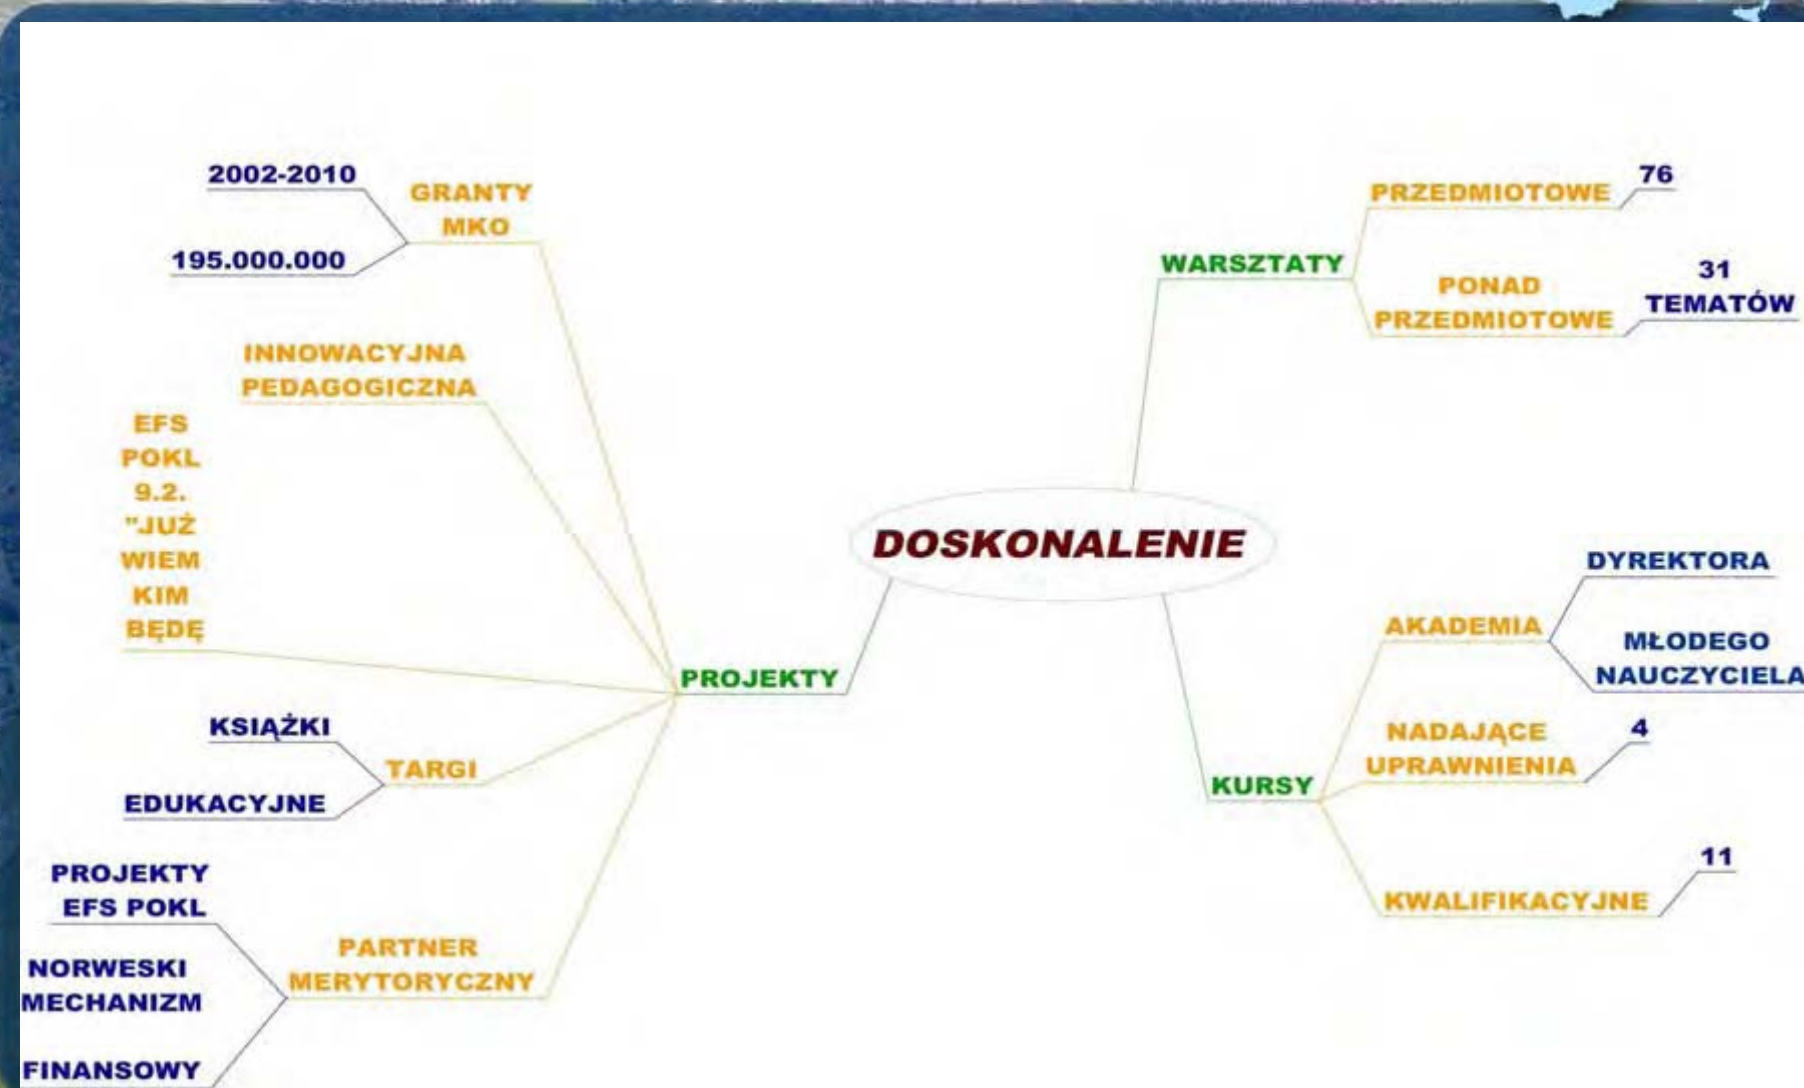 2002-2010
GRANTY
MKO
195.000.000
INNOWACYJNA
PEDAGOGICZNA
EFS
POKL
9.2.
"JUŻ
WIEM
KIM
BĘDĘ
PROJEKTY
KSIĄŻKI
TARGI
EDUKACYJNE
PROJEKTY
EFS POKL
PARTNER
MERYTORYCZNY
NORWESKI
MECHANIZM
FINANSOWY
DOSKONALENIE
WARSZTATY
PRZEDMIOTOWE
76
PONAD
PRZEDMIOTOWE
31
TEMATÓW
KURSY
AKADEMIA
DYREKTORA
MŁODEGO
NAUCZYCIELA
NADAJĄCE
UPRAWNIENIA
4
KWALIFIKACYJNE
11